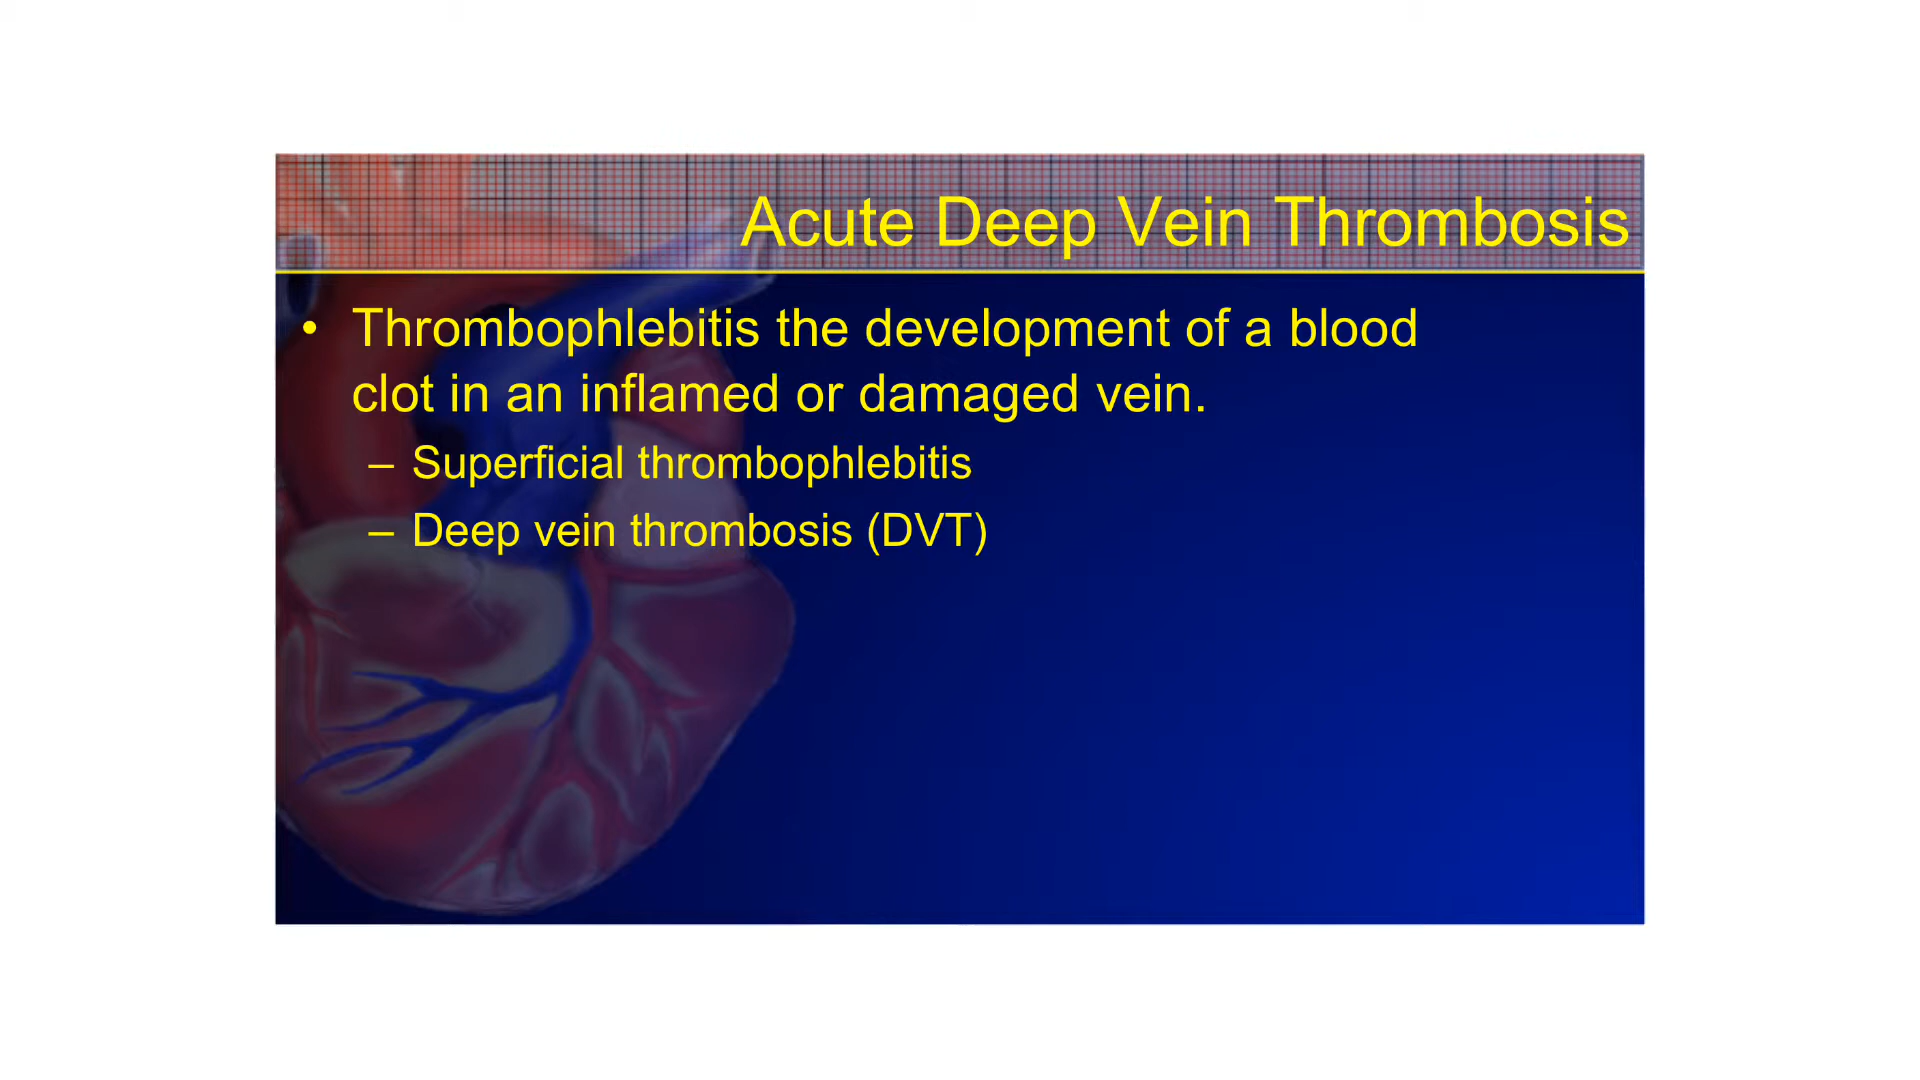 Acute Deep Vein Thrombosis
• Thrombophlebitis the development of a blood
clot in an inflamed or damaged vein.
– Superficial thrombophlebitis
– Deep vein thrombosis (DVT)